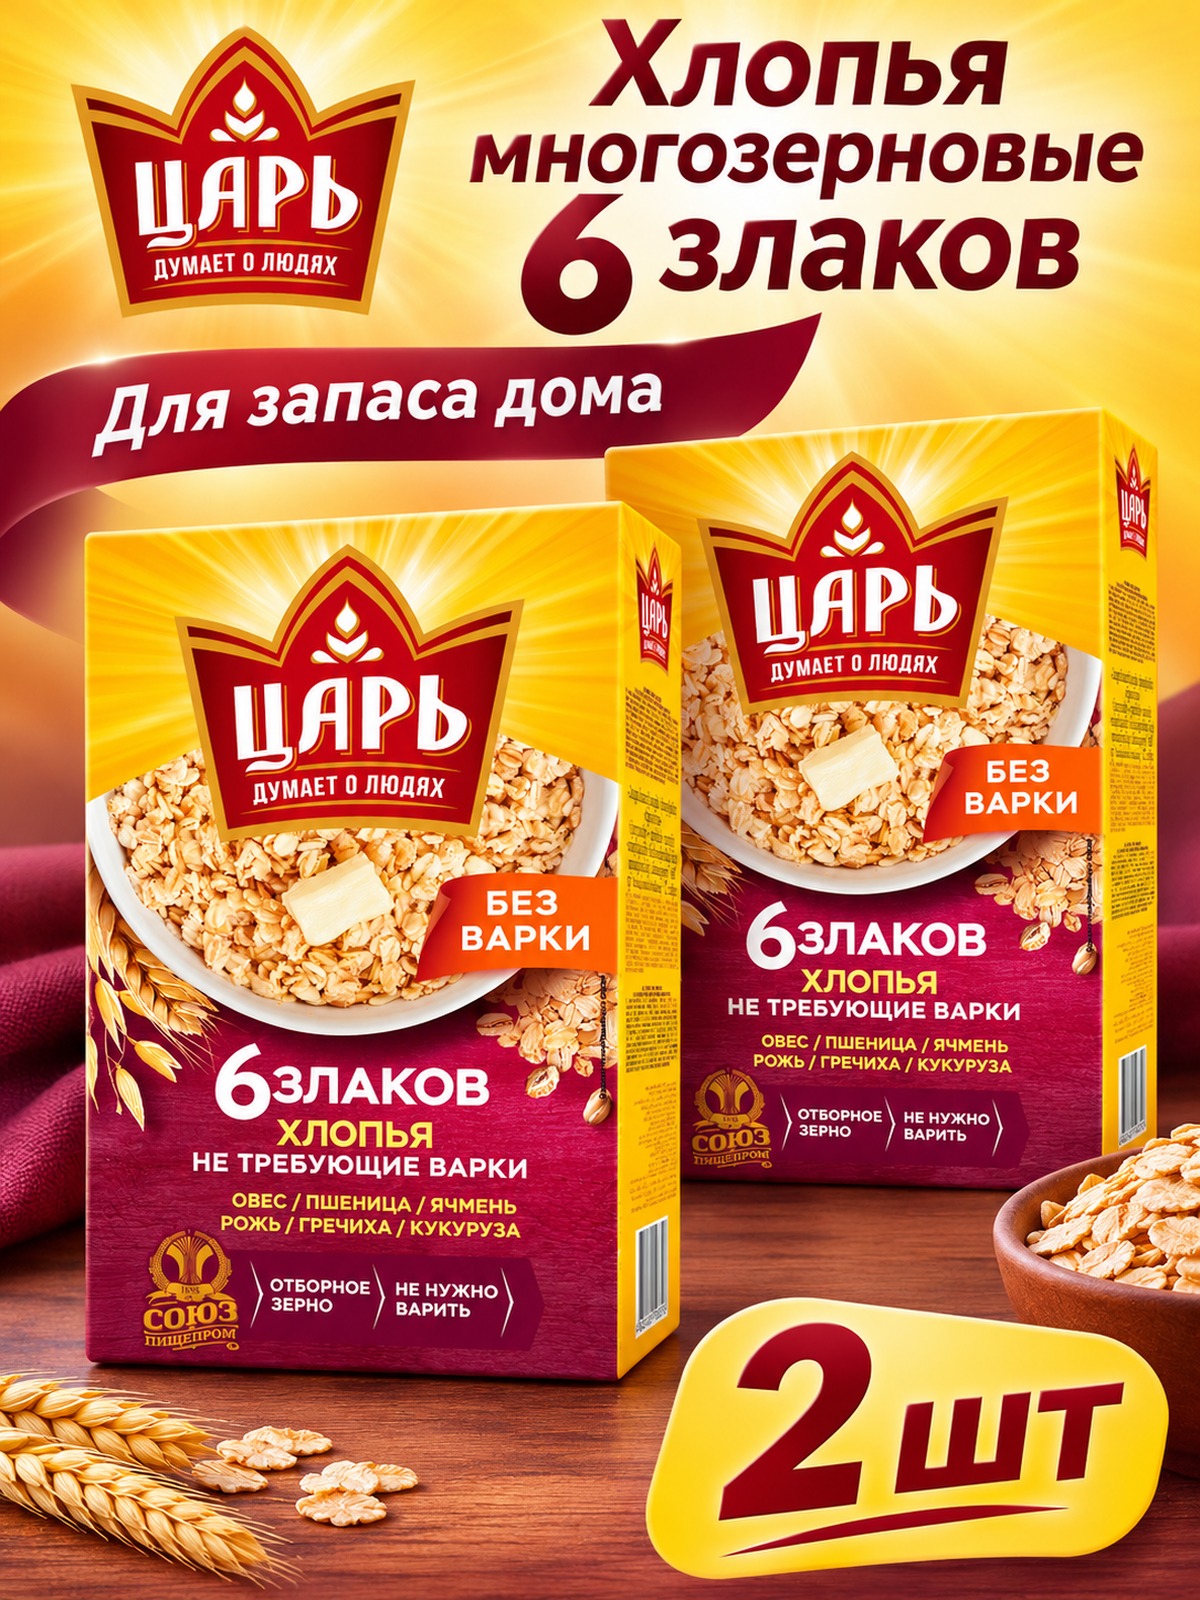 ЦАРЬ
ДУМАЕТ О ЛЮДЯХ
Хлопья
многозерновые
6 злаков
Для запаса дома
ЦАРЬ
ДУМАЕТ О ЛЮДЯХ
БЕЗ
ВАРКИ
6 ЗЛАКОВ
ХЛОПЬЯ
НЕ ТРЕБУЮЩИЕ ВАРКИ
ОВЕС / ПШЕНИЦА / ЯЧМЕНЬ
РОЖЬ / ГРЕЧИХА / КУКУРУЗА
СОЮЗ
ПИЩЕПРОМ
ОТБОРНОЕ
ЗЕРНО
НЕ НУЖНО
ВАРИТЬ
ЦАРЬ
ЦАРЬ
ДУМАЕТ О ЛЮДЯХ
БЕЗ
ВАРКИ
6 ЗЛАКОВ
ХЛОПЬЯ
НЕ ТРЕБУЮЩИЕ ВАРКИ
ОВЕС / ПШЕНИЦА / ЯЧМЕНЬ
РОЖЬ / ГРЕЧИХА / КУКУРУЗА
СОЮЗ
ПИЩЕПРОМ
ОТБОРНОЕ
ЗЕРНО
НЕ НУЖНО
ВАРИТЬ
ЦАРЬ
2 шт